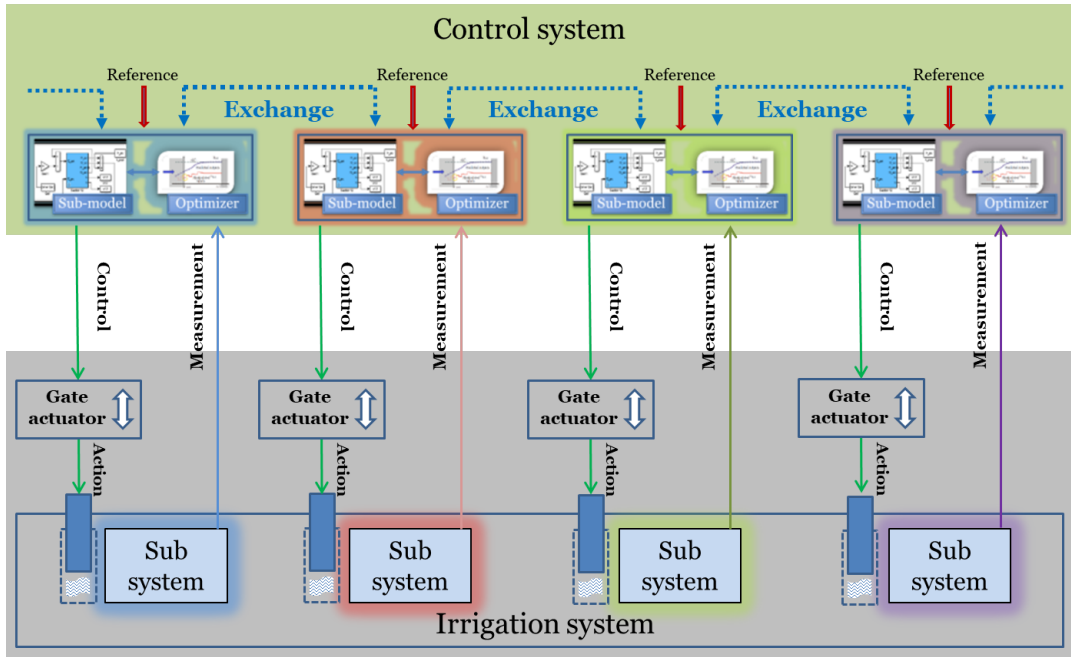 Control system
Reference
Reference
Reference
Reference
Exchange
Exchange
Exchange
Sub-model
Optimizer
Sub-model
Optimizer
Sub-model
Optimizer
Sub-model
Optimizer
Control
Measurement
Control
Measurement
Control
Measurement
Control
Measurement
Gate
actuator
Gate
actuator
Gate
actuator
Gate
actuator
Action
Action
Action
Action
Sub
system
Sub
system
Sub
system
Sub
system
Irrigation system